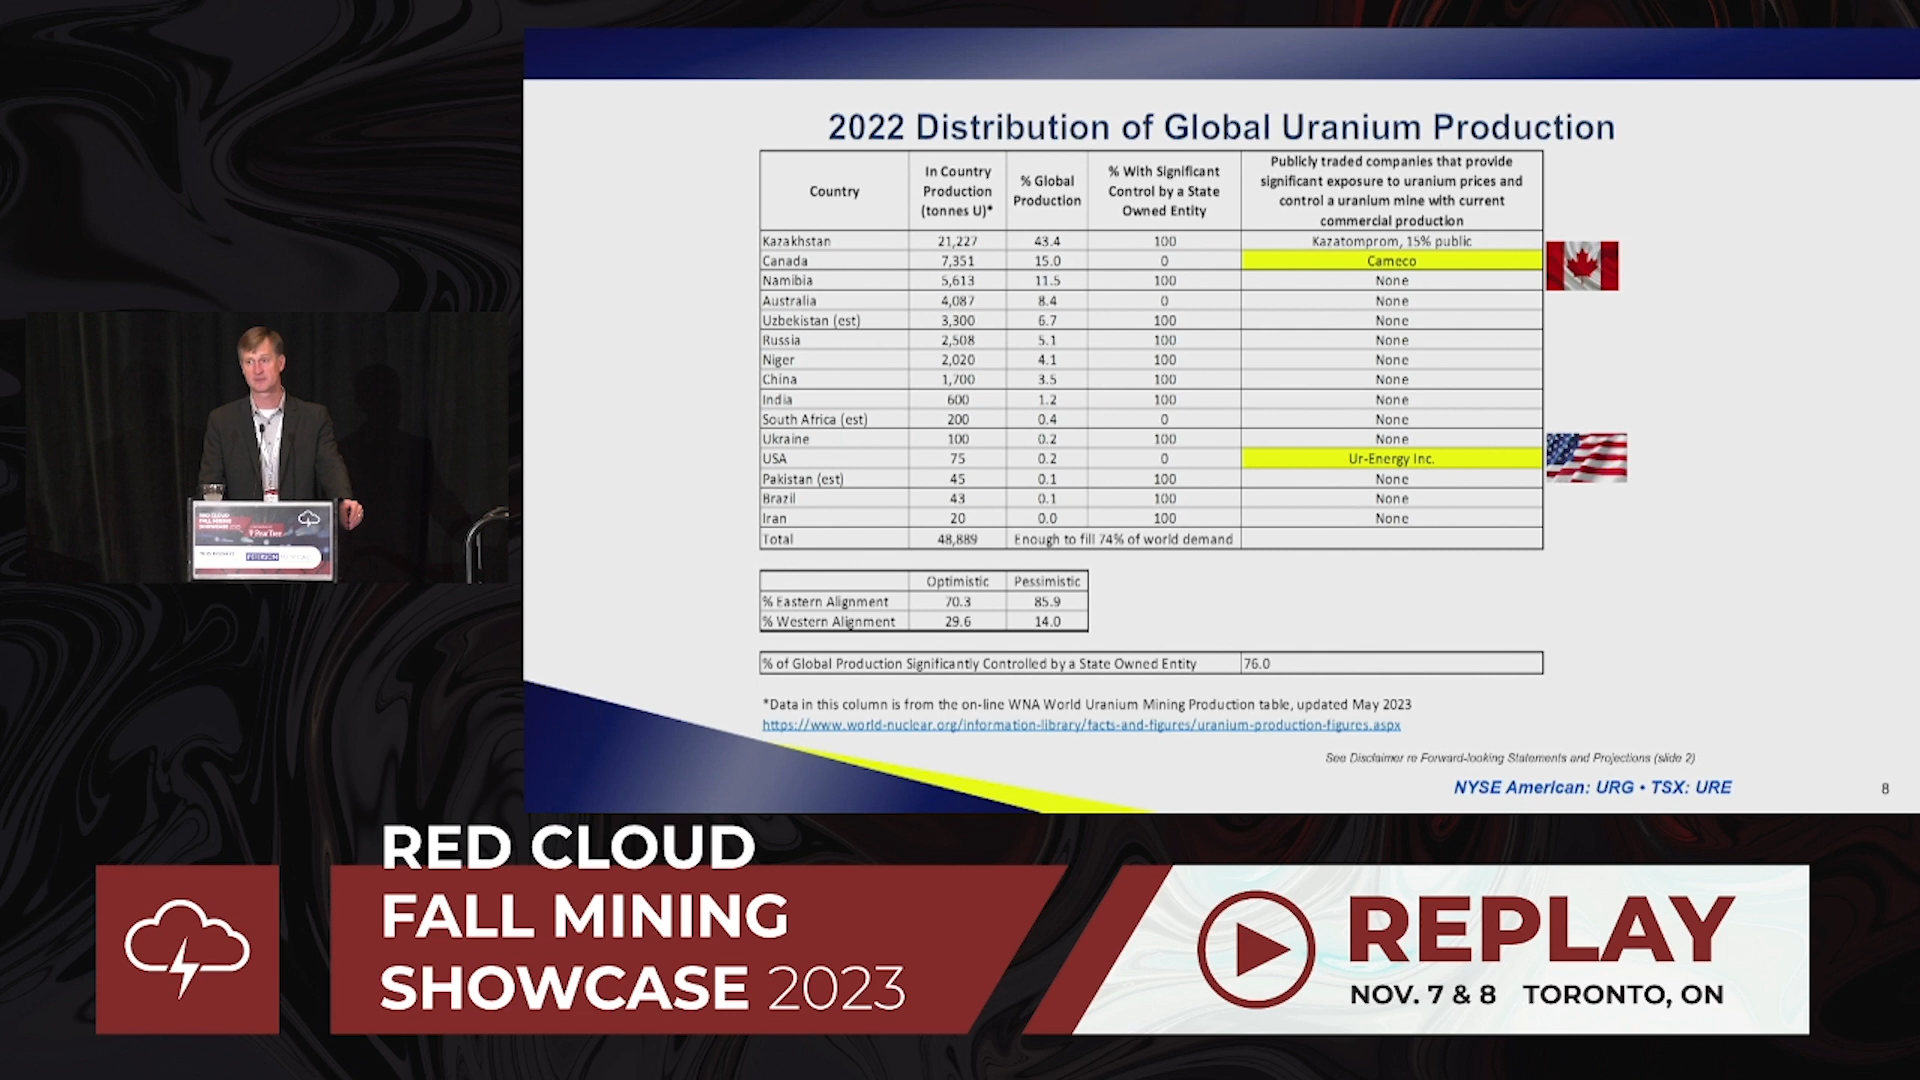 2022 Distribution of Global Uranium Production
Country
In Country Production (tonnes U)*
% Global Production
% With Significant Control by a State Owned Entity
Publicly traded companies that provide significant exposure to uranium prices and control a uranium mine with current commercial production
Kazakhstan 21,227 43.4 100 Kazatomprom, 15% public
Canada 7,351 15.0 0 Cameco
Namibia 5,613 11.5 100 None
Australia 4,087 8.4 0 None
Uzbekistan (est) 3,300 6.7 100 None
Russia 2,508 5.1 100 None
Niger 2,020 4.1 100 None
China 1,700 3.5 100 None
India 600 1.2 100 None
South Africa (est) 200 0.4 0 None
Ukraine 100 0.2 100 None
USA 75 0.2 0 Ur-Energy Inc.
Pakistan (est) 45 0.1 100 None
Brazil 43 0.1 100 None
Iran 20 0.0 100 None
Total 48,889 Enough to fill 74% of world demand
Optimistic Pessimistic
% Eastern Alignment 70.3 85.9
% Western Alignment 29.6 14.0
% of Global Production Significantly Controlled by a State Owned Entity 76.0
*Data in this column is from the on-line WNA World Uranium Mining Production table, updated May 2023
https://www.world-nuclear.org/information-library/facts-and-figures/uranium-production-figures.aspx
See Disclaimer re Forward-looking Statements and Projections (slide 2)
NYSE American: URG • TSX: URE
8
RED CLOUD
FALL MINING
SHOWCASE
RED CLOUD
FALL MINING
SHOWCASE 2023
REPLAY
NOV. 7 & 8 TORONTO, ON